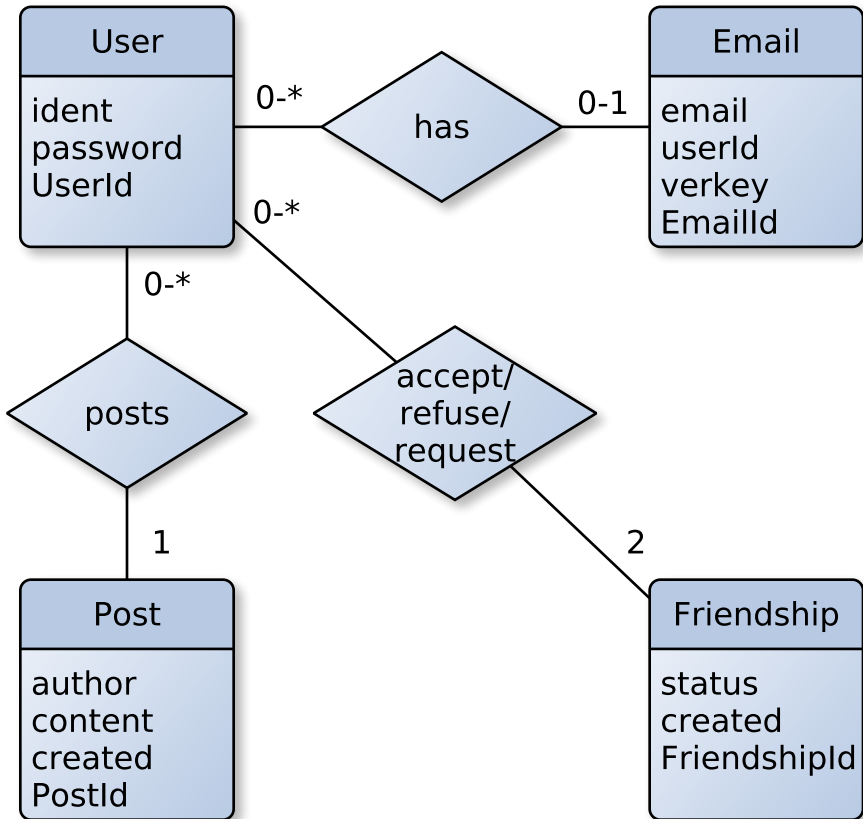 User
ident
password
UserId
0-*
has
0-1
Email
email
userId
verkey
EmailId
0-*
0-*
posts
accept/
refuse/
request
1
2
Post
author
content
created
PostId
Friendship
status
created
FriendshipId